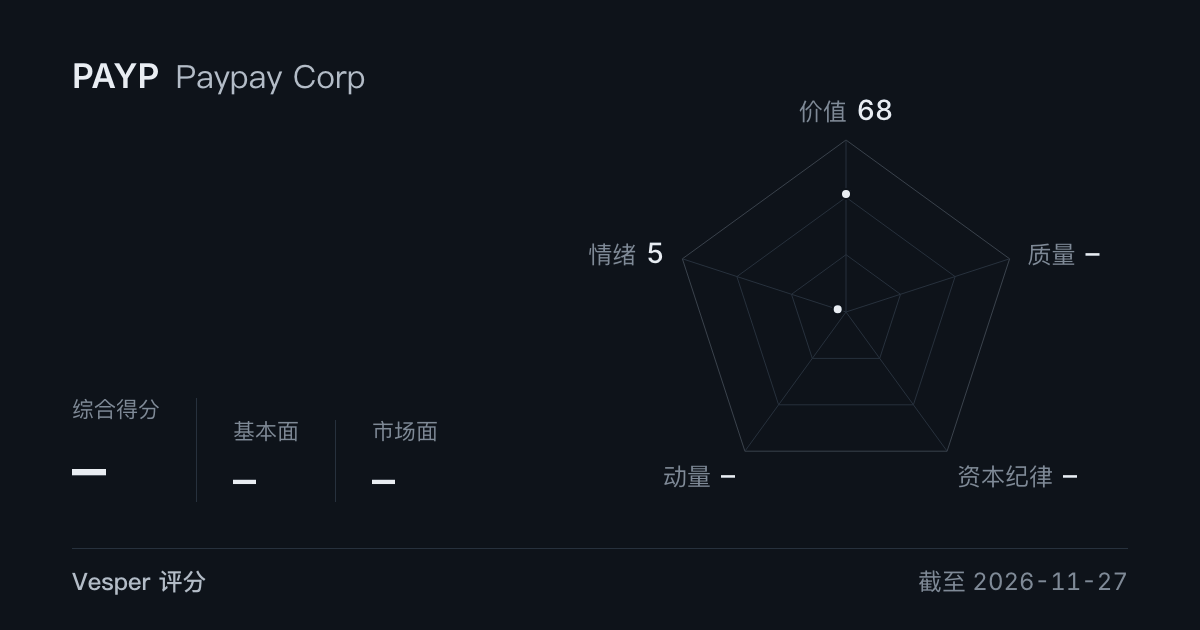 PAYP Paypay Corp
价值 68
情绪 5
质量 –
动量 –
资本纪律 –
综合得分
–
基本面
–
市场面
–
Vesper 评分
截至 2026-11-27